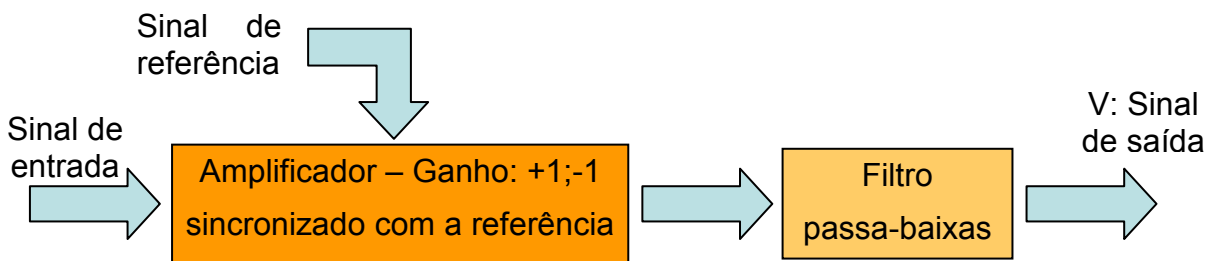 Sinal de
referência
Sinal de
entrada
Amplificador – Ganho: +1;-1
sincronizado com a referência
Filtro
passa-baixas
V: Sinal
de saída